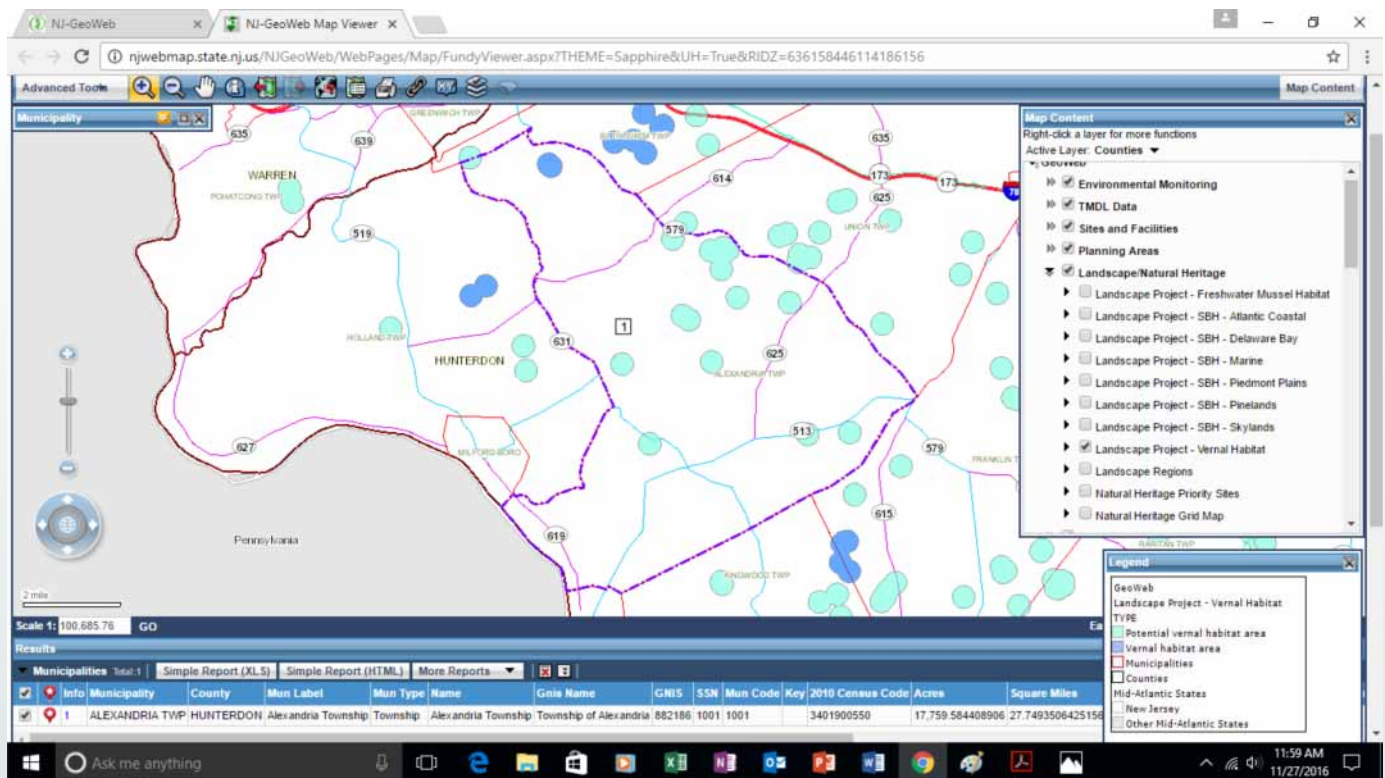 NJ-GeoWeb
NJ-GeoWeb Map Viewer
njwebmap.state.nj.us/NJGeoWeb/WebPages/Map/FundyViewer.aspx?THEME=Sapphire&UH=True&RIDZ=636158446114186156
Advanced Tools
Map Content
Municipality
GREENWICH TWP
635
639
WARREN
POHATCONG TWP
519
614
635
173
173
78
625
UNION TWP
579
HOLLAND TWP
HUNTERDON
631
1
625
ALEXANDRIA TWP
627
MILFORD BORO
513
579
FRANKLIN T
615
619
Pennsylvania
KINGWOOD TWP
RARITAN TWP
2 mile
Map Content
Right-click a layer for more functions
Active Layer: Counties
GeoWeb
Environmental Monitoring
TMDL Data
Sites and Facilities
Planning Areas
Landscape/Natural Heritage
Landscape Project - Freshwater Mussel Habitat
Landscape Project - SBH - Atlantic Coastal
Landscape Project - SBH - Delaware Bay
Landscape Project - SBH - Marine
Landscape Project - SBH - Piedmont Plains
Landscape Project - SBH - Pinelands
Landscape Project - SBH - Skylands
Landscape Project - Vernal Habitat
Landscape Regions
Natural Heritage Priority Sites
Natural Heritage Grid Map
Legend
GeoWeb
Landscape Project - Vernal Habitat
TYPE
Potential vernal habitat area
Vernal habitat area
Municipalities
Counties
Mid-Atlantic States
New Jersey
Other Mid-Atlantic States
Scale 1: 100,685.76 GO
Ea
Results
Municipalities Total:1 Simple Report (XLS) Simple Report (HTML) More Reports
Info Municipality County Mun Label Mun Type Name Gnis Name GNIS SSN Mun Code Key 2010 Census Code Acres Square Miles
1 ALEXANDRIA TWP HUNTERDON Alexandria Township Township Alexandria Township Township of Alexandria 882186 1001 1001 3401900550 17,759.584408906 27.7493506425156
Ask me anything
11:59 AM
11/27/2016